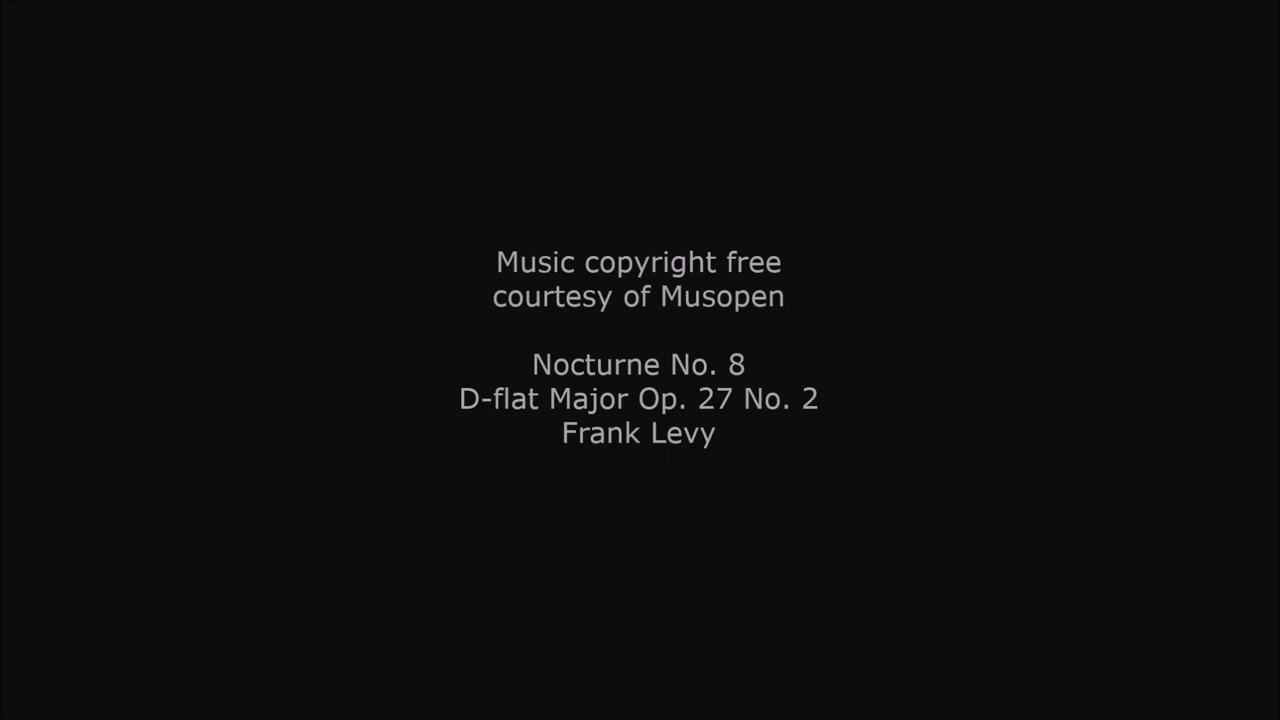 Music copyright free
courtesy of Musopen
Nocturne No. 8
D-flat Major Op. 27 No. 2
Frank Levy